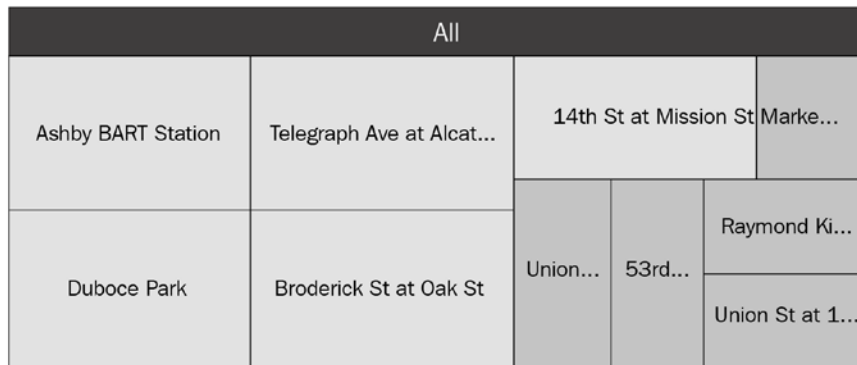 All
Ashby BART Station
Telegraph Ave at Alcat...
14th St at Mission St
Marke...
Duboce Park
Broderick St at Oak St
Union...
53rd...
Raymond Ki...
Union St at 1...